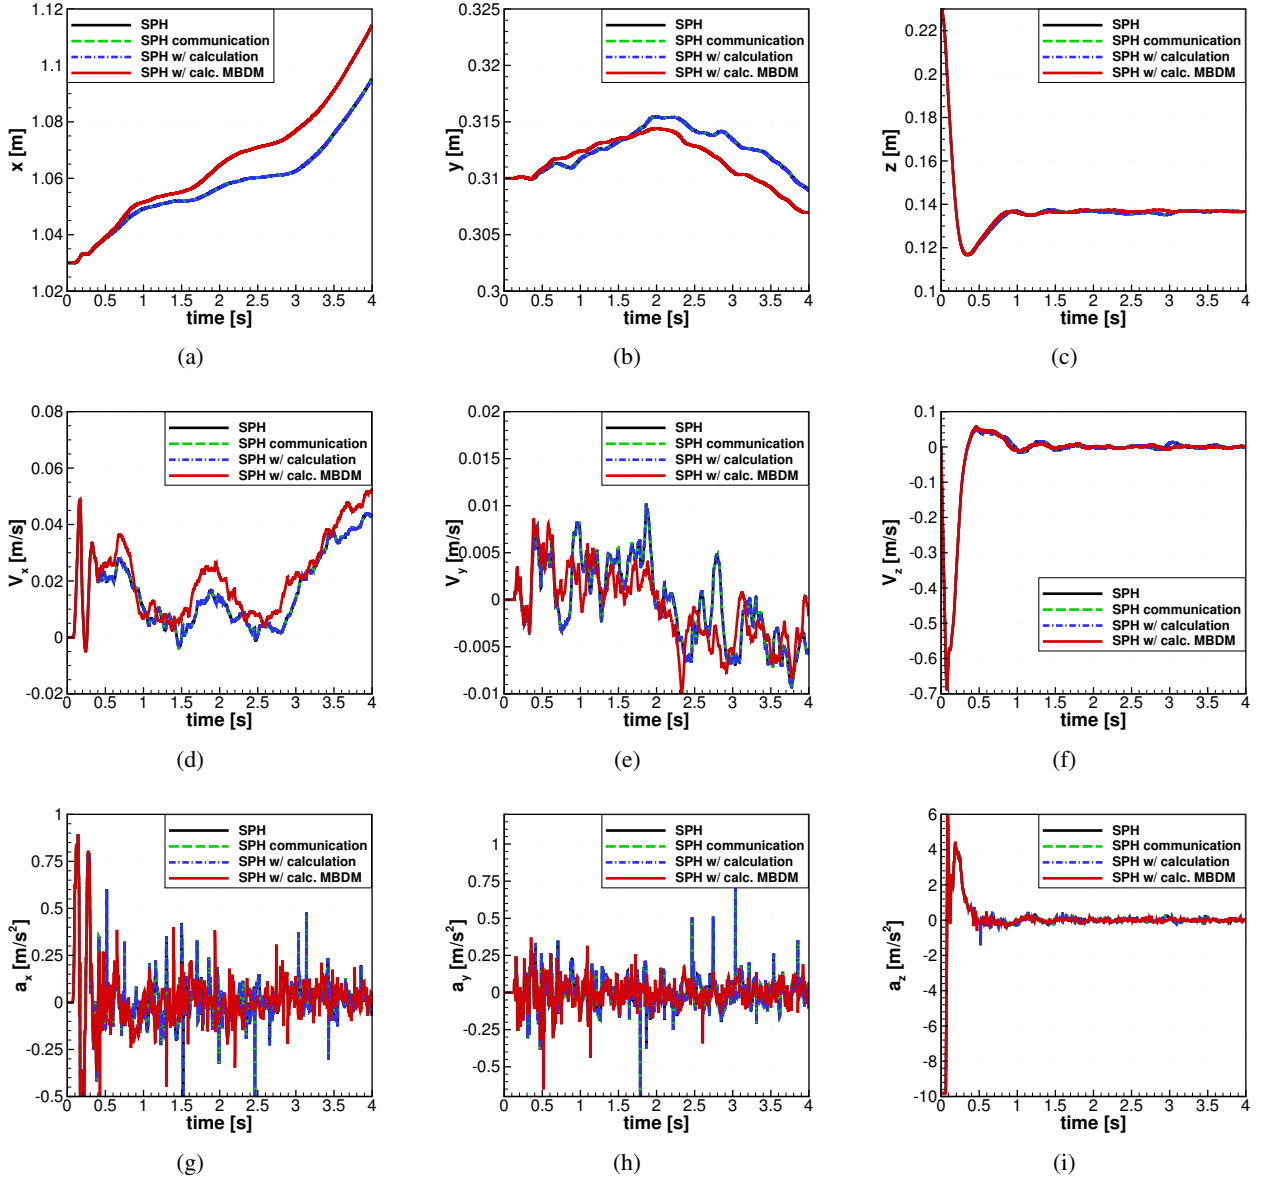 1.12
1.1
1.08
1.06
1.04
1.02
x [m]
SPH
SPH communication
SPH w/ calculation
SPH w/ calc. MBDM
0 0.5 1 1.5 2 2.5 3 3.5 4
time [s]
(a)
0.325
0.32
0.315
0.31
0.305
0.3
y [m]
SPH
SPH communication
SPH w/ calculation
SPH w/ calc. MBDM
0 0.5 1 1.5 2 2.5 3 3.5 4
time [s]
(b)
0.22
0.2
0.18
0.16
0.14
0.12
0.1
z [m]
SPH
SPH communication
SPH w/ calculation
SPH w/ calc. MBDM
0 0.5 1 1.5 2 2.5 3 3.5 4
time [s]
(c)
0.08
0.06
0.04
0.02
0
-0.02
Vx [m/s]
SPH
SPH communication
SPH w/ calculation
SPH w/ calc. MBDM
0 0.5 1 1.5 2 2.5 3 3.5 4
time [s]
(d)
0.02
0.015
0.01
0.005
0
-0.005
-0.01
Vy [m/s]
SPH
SPH communication
SPH w/ calculation
SPH w/ calc. MBDM
0 0.5 1 1.5 2 2.5 3 3.5 4
time [s]
(e)
0.1
0
-0.1
-0.2
-0.3
-0.4
-0.5
-0.6
-0.7
Vz [m/s]
SPH
SPH communication
SPH w/ calculation
SPH w/ calc. MBDM
0 0.5 1 1.5 2 2.5 3 3.5 4
time [s]
(f)
1
0.75
0.5
0.25
0
-0.25
-0.5
ax [m/s²]
SPH
SPH communication
SPH w/ calculation
SPH w/ calc. MBDM
0 0.5 1 1.5 2 2.5 3 3.5 4
time [s]
(g)
1
0.75
0.5
0.25
0
-0.25
-0.5
ay [m/s²]
SPH
SPH communication
SPH w/ calculation
SPH w/ calc. MBDM
0 0.5 1 1.5 2 2.5 3 3.5 4
time [s]
(h)
6
4
2
0
-2
-4
-6
-8
-10
az [m/s²]
SPH
SPH communication
SPH w/ calculation
SPH w/ calc. MBDM
0 0.5 1 1.5 2 2.5 3 3.5 4
time [s]
(i)